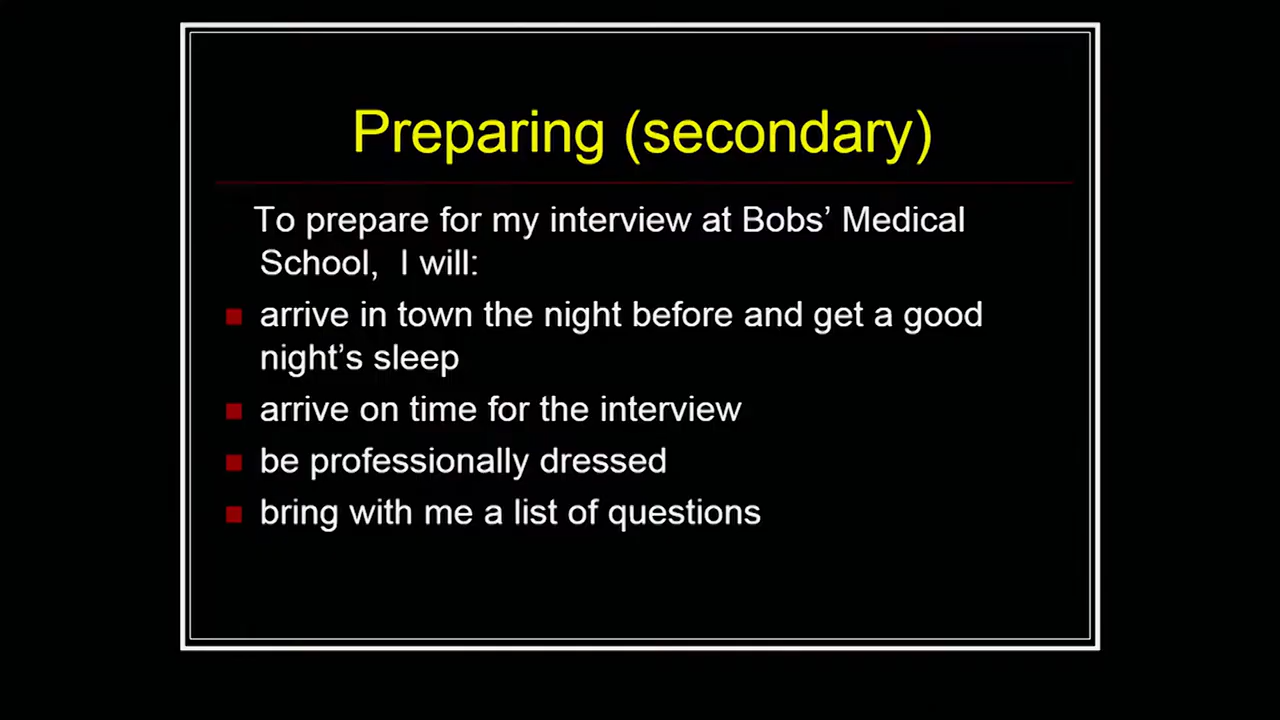 Preparing (secondary)
To prepare for my interview at Bobs’ Medical
School,  I will:
arrive in town the night before and get a good
night’s sleep
arrive on time for the interview
be professionally dressed
bring with me a list of questions